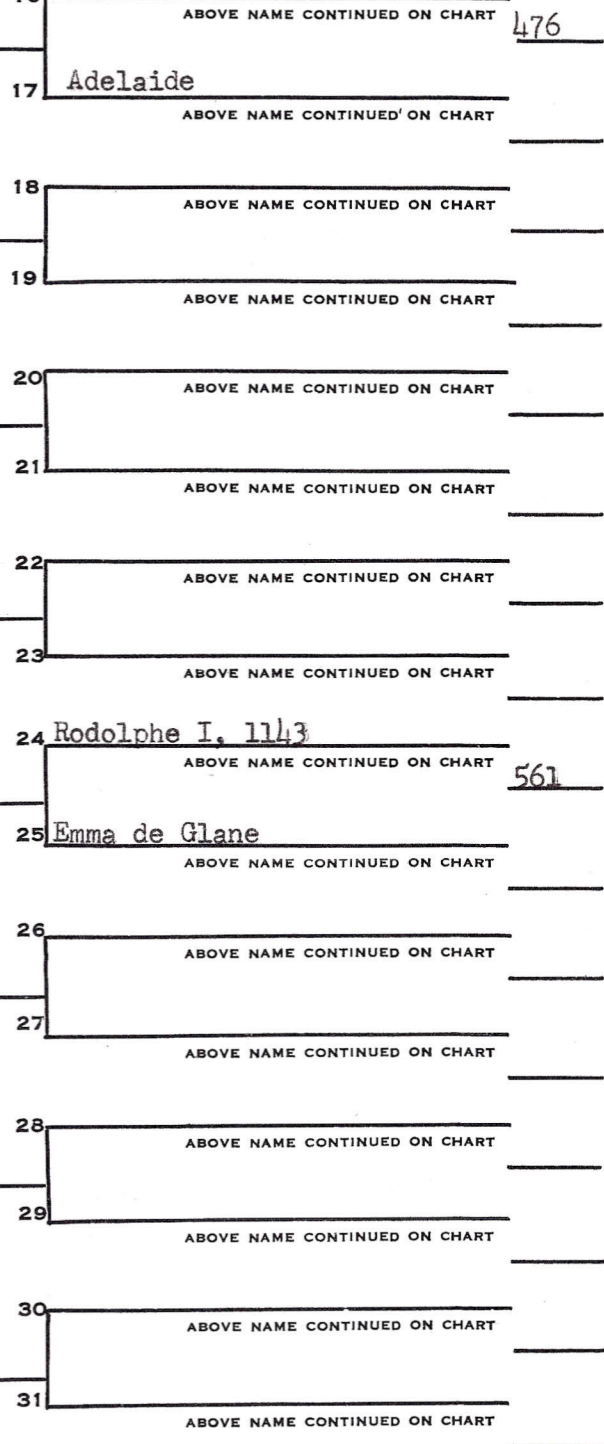 ABOVE NAME CONTINUED ON CHART 476
17 Adelaide
ABOVE NAME CONTINUED' ON CHART
18
ABOVE NAME CONTINUED ON CHART
19
ABOVE NAME CONTINUED ON CHART
20
ABOVE NAME CONTINUED ON CHART
21
ABOVE NAME CONTINUED ON CHART
22
ABOVE NAME CONTINUED ON CHART
23
ABOVE NAME CONTINUED ON CHART
24 Rodolphe I, 1143
ABOVE NAME CONTINUED ON CHART 561
25 Emma de Glane
ABOVE NAME CONTINUED ON CHART
26
ABOVE NAME CONTINUED ON CHART
27
ABOVE NAME CONTINUED ON CHART
28
ABOVE NAME CONTINUED ON CHART
29
ABOVE NAME CONTINUED ON CHART
30
ABOVE NAME CONTINUED ON CHART
31
ABOVE NAME CONTINUED ON CHART